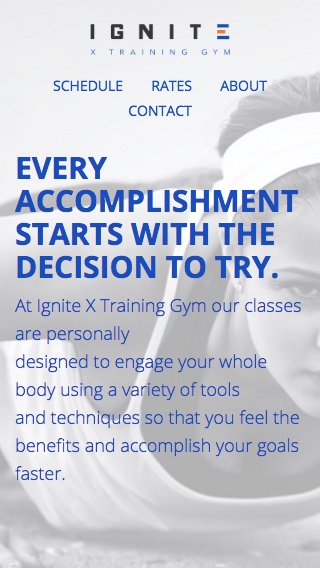 IGNITE
X TRAINING GYM
SCHEDULE RATES ABOUT
CONTACT
EVERY
ACCOMPLISHMENT
STARTS WITH THE
DECISION TO TRY.
At Ignite X Training Gym our classes
are personally
designed to engage your whole
body using a variety of tools
and techniques so that you feel the
benefits and accomplish your goals
faster.